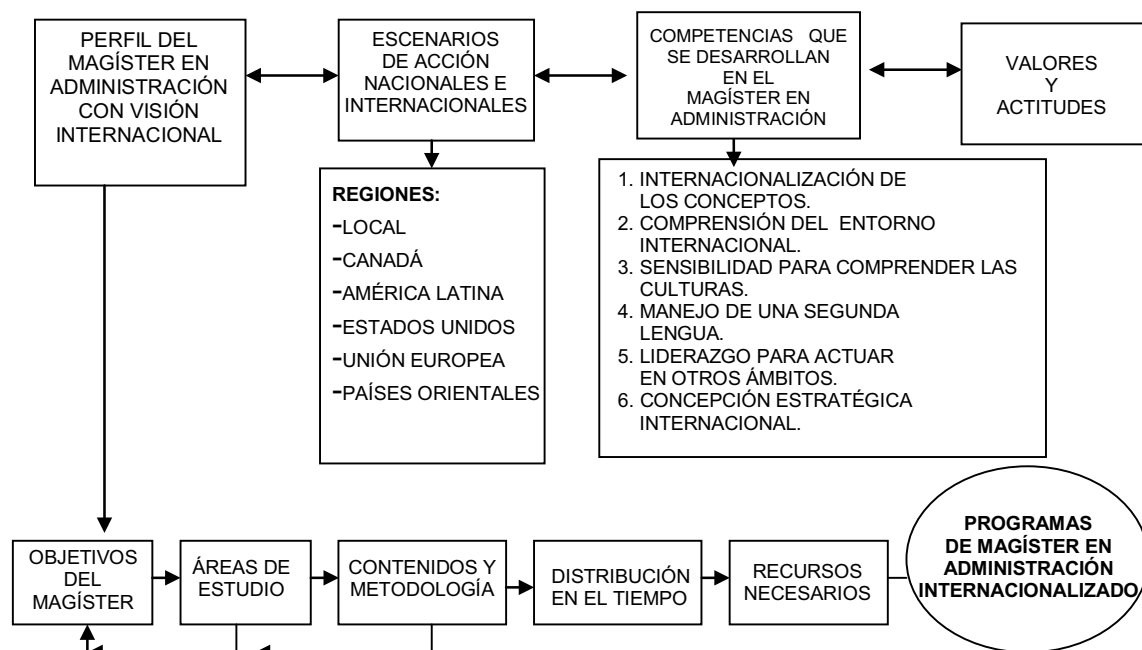 PERFIL DEL
MAGÍSTER EN
ADMINISTRACIÓN
CON VISIÓN
INTERNACIONAL
ESCENARIOS
DE ACCIÓN
NACIONALES E
INTERNACIONALES
COMPETENCIAS QUE
SE DESARROLLAN
EN EL
MAGÍSTER EN
ADMINISTRACIÓN
VALORES
Y
ACTITUDES
REGIONES:
-LOCAL
-CANADÁ
-AMÉRICA LATINA
-ESTADOS UNIDOS
-UNIÓN EUROPEA
-PAÍSES ORIENTALES
1. INTERNACIONALIZACIÓN DE
LOS CONCEPTOS.
2. COMPRENSIÓN DEL ENTORNO
INTERNACIONAL.
3. SENSIBILIDAD PARA COMPRENDER LAS
CULTURAS.
4. MANEJO DE UNA SEGUNDA
LENGUA.
5. LIDERAZGO PARA ACTUAR
EN OTROS ÁMBITOS.
6. CONCEPCIÓN ESTRATÉGICA
INTERNACIONAL.
OBJETIVOS
DEL
MAGÍSTER
ÁREAS DE
ESTUDIO
CONTENIDOS Y
METODOLOGÍA
DISTRIBUCIÓN
EN EL TIEMPO
RECURSOS
NECESARIOS
PROGRAMAS
DE MAGÍSTER EN
ADMINISTRACIÓN
INTERNACIONALIZADO